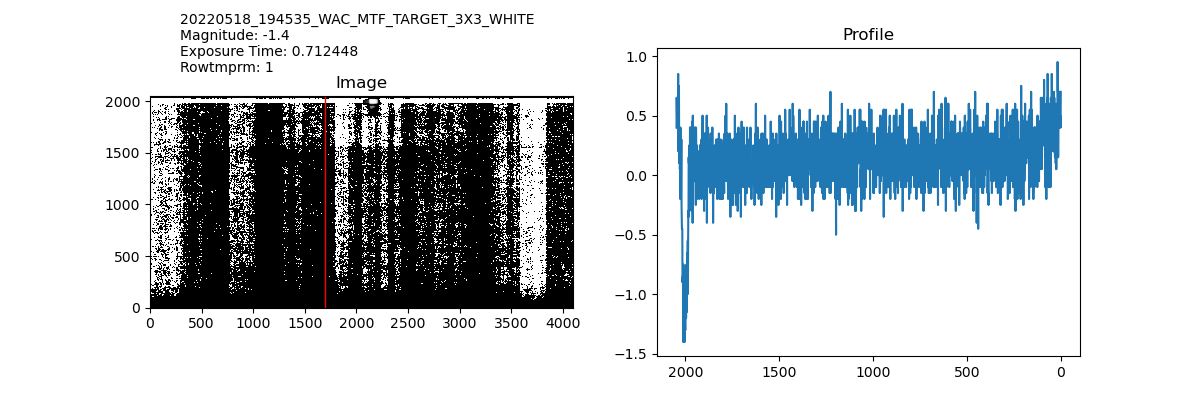 20220518_194535_WAC_MTF_TARGET_3X3_WHITE
Magnitude: -1.4
Exposure Time: 0.712448
Rowtmprm: 1
Image
2000
1500
1000
500
0
0 500 1000 1500 2000 2500 3000 3500 4000
Profile
1.0
0.5
0.0
−0.5
−1.0
−1.5
2000 1500 1000 500 0